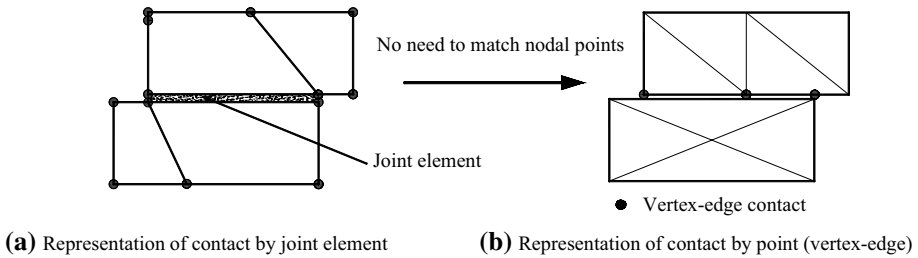 No need to match nodal points
Joint element
Vertex-edge contact
(a) Representation of contact by joint element
(b) Representation of contact by point (vertex-edge)